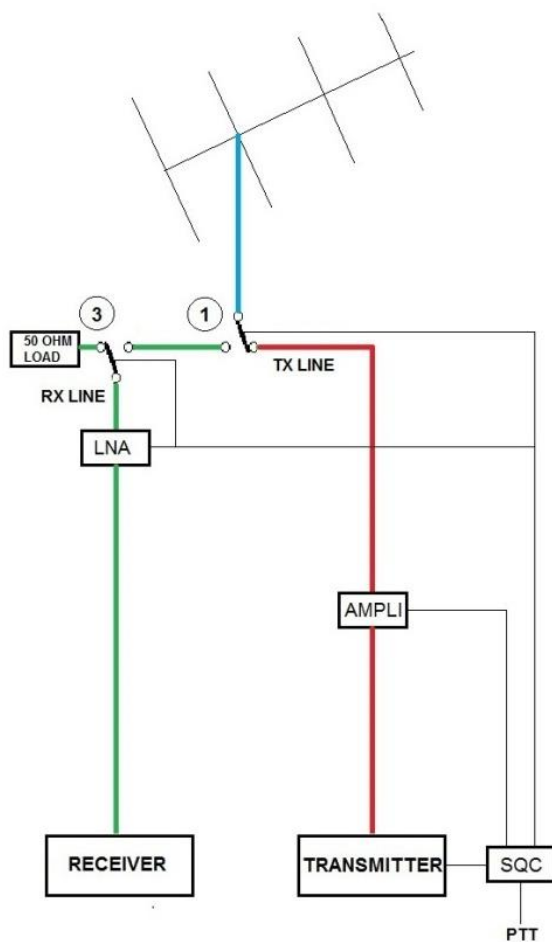 3
1
50 OHM
LOAD
TX LINE
RX LINE
LNA
AMPLI
RECEIVER
TRANSMITTER
SQC
PTT